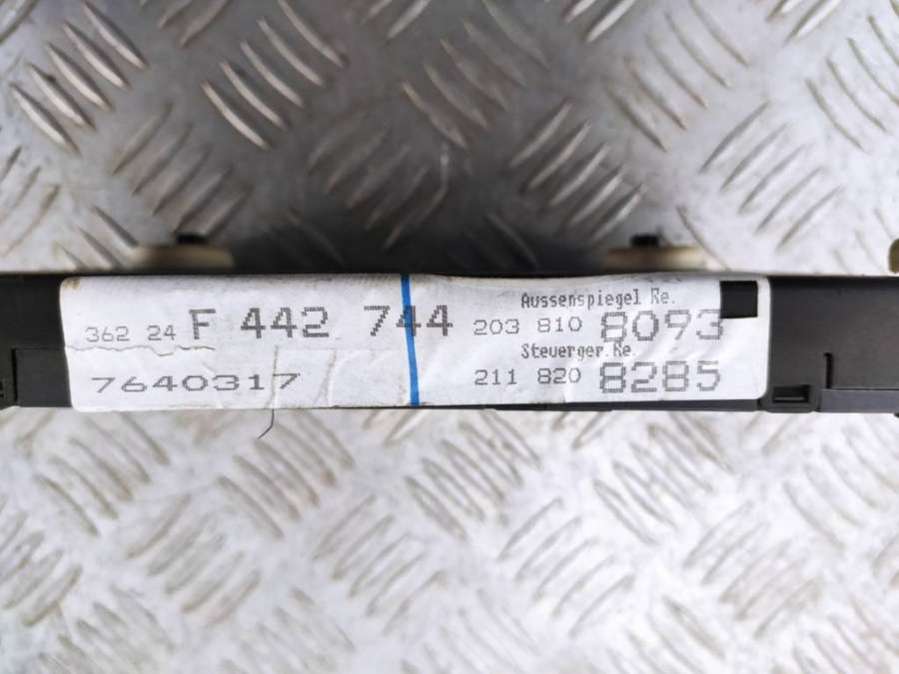 Aussenspiegel Re.
362 24 F 442 744 203 810 8093
Steuerger.Re.
7640317 211 820 8285